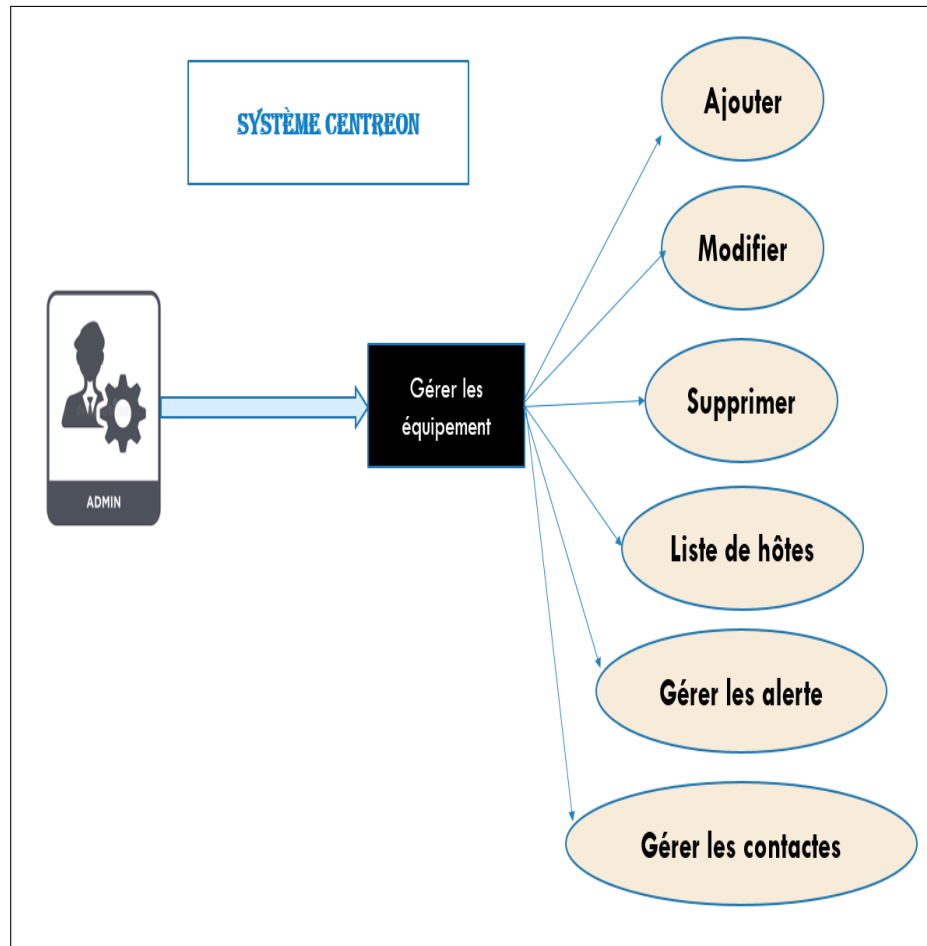 SYSTÈME CENTREON
Ajouter
Modifier
ADMIN
Gérer les
équipement
Supprimer
Liste de hôtes
Gérer les alerte
Gérer les contactes